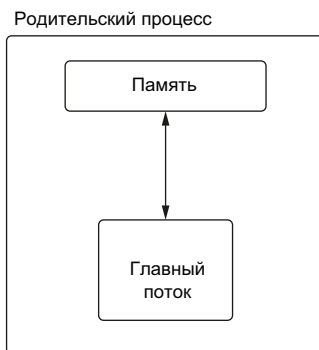 Родительский процесс
Память
Главный
поток